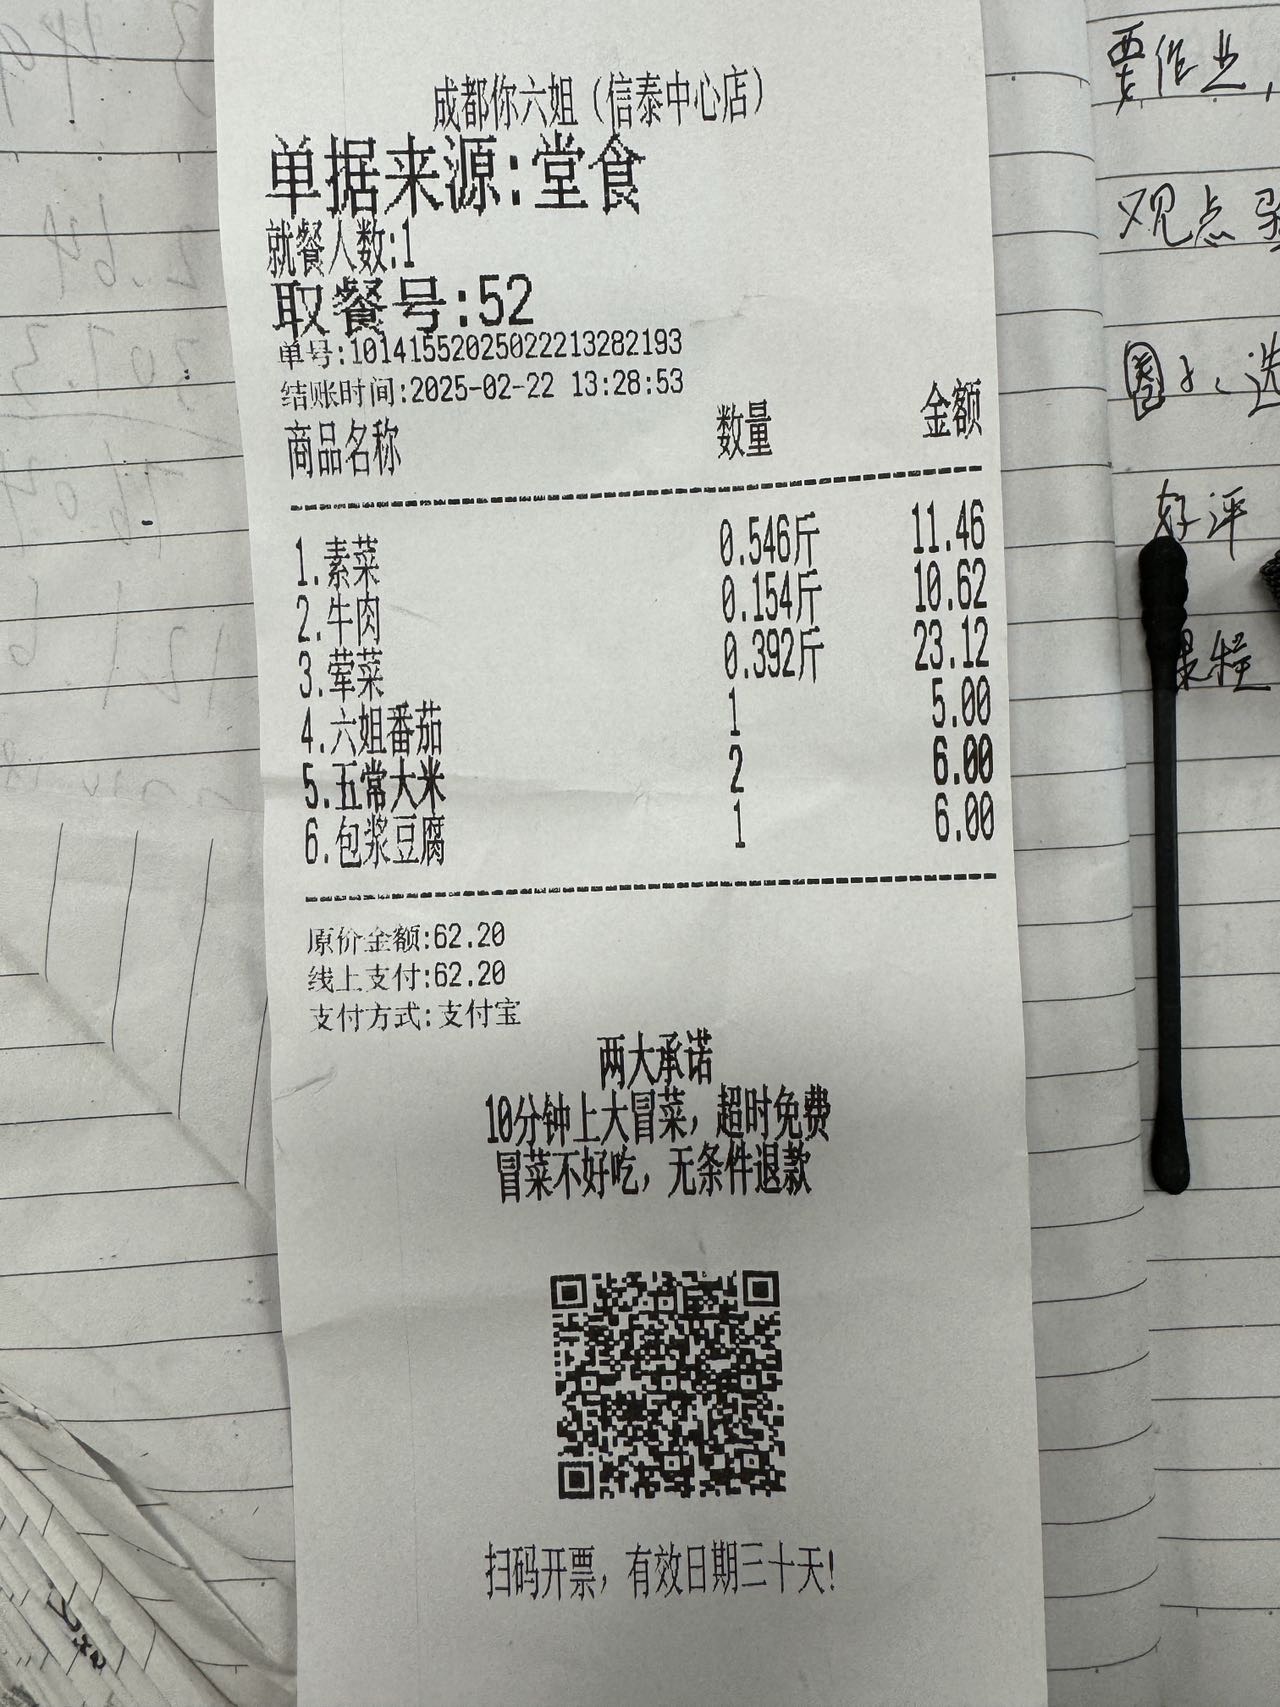 成都你六姐（信泰中心店）
单据来源:堂食
就餐人数:1
取餐号:52
单号:10141552025022213282193
结账时间:2025-02-22 13:28:53
商品名称 数量 金额
1.素菜 0.546斤 11.46
2.牛肉 0.154斤 10.62
3.荤菜 0.392斤 23.12
4.六姐番茄 1 5.00
5.五常大米 2 6.00
6.包浆豆腐 1 6.00
原价金额:62.20
线上支付:62.20
支付方式:支付宝
两大承诺
10分钟上大冒菜，超时免费
冒菜不好吃，无条件退款
扫码开票，有效日期三十天!
要作业，
观点
选
好评
课程